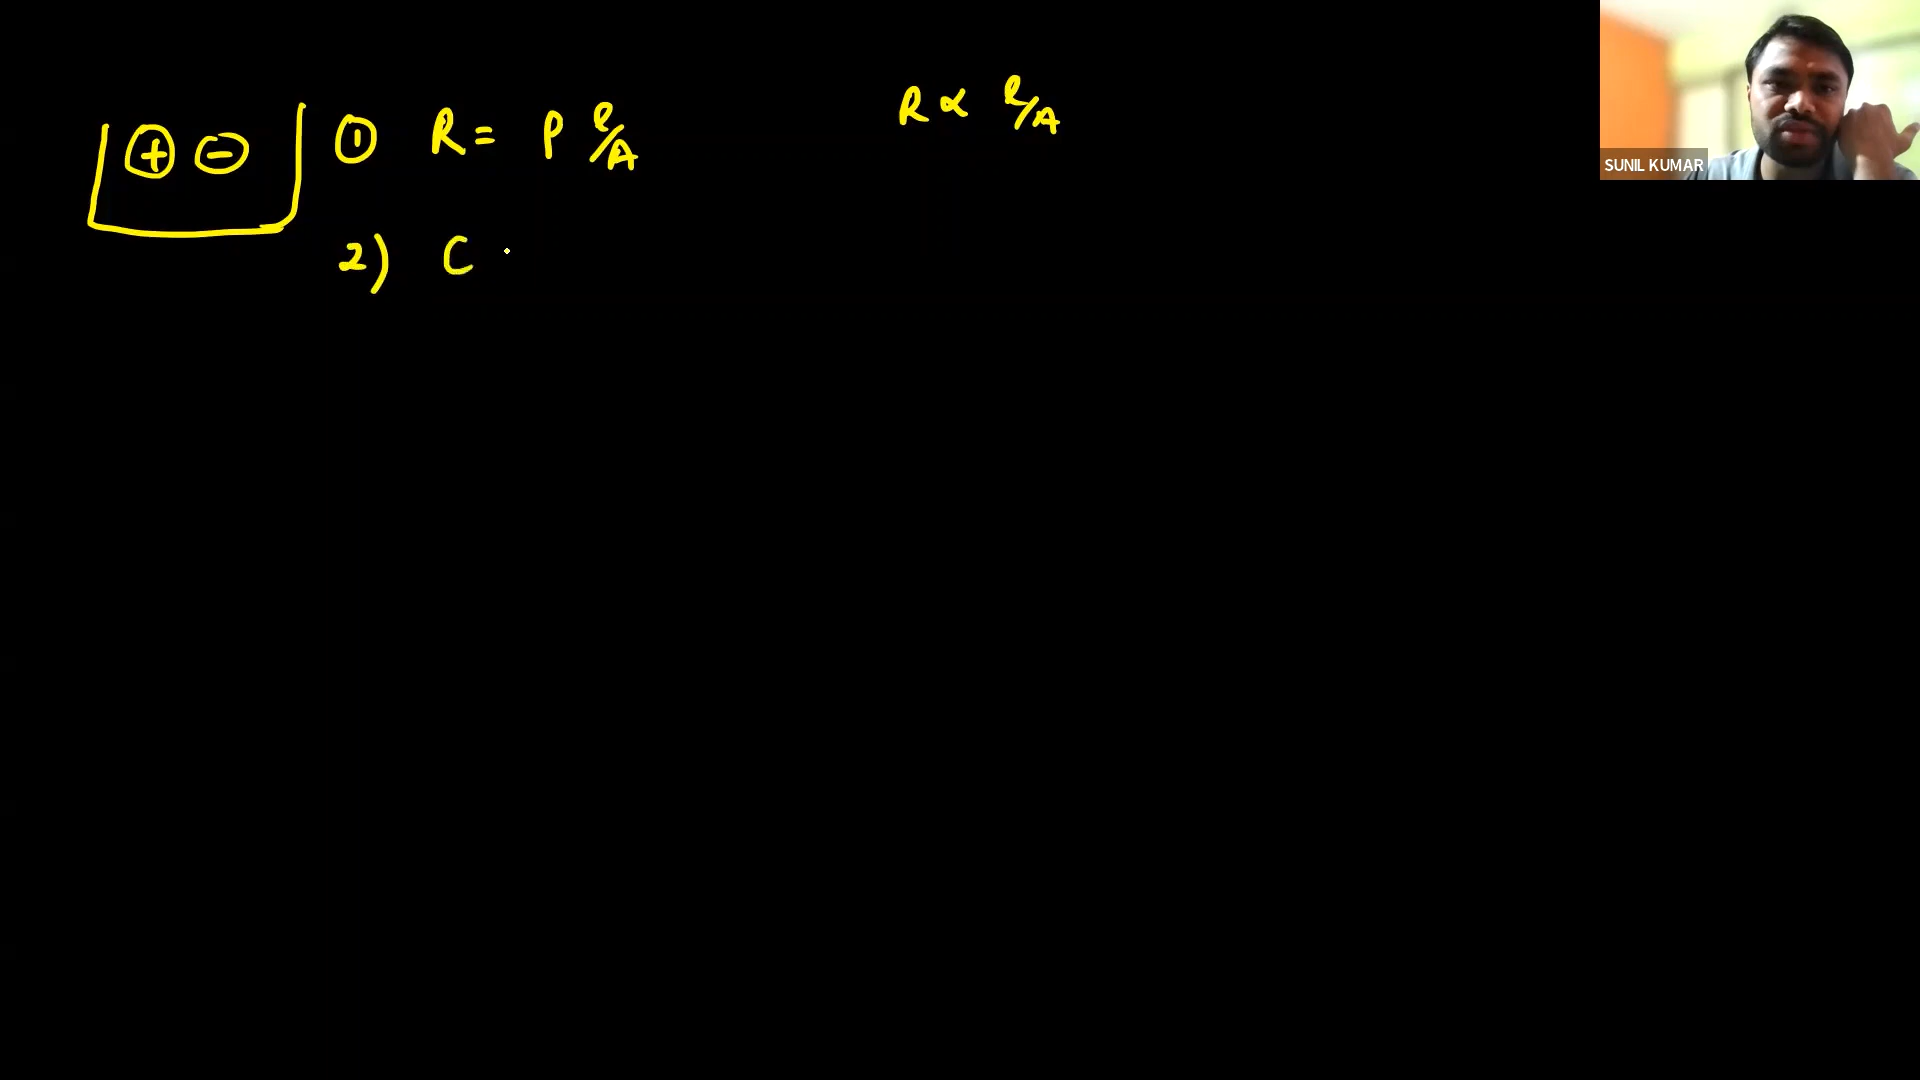 R ∝ l/A
⊕ ⊖ ① R = ρ l/A
SUNIL KUMAR
2) C